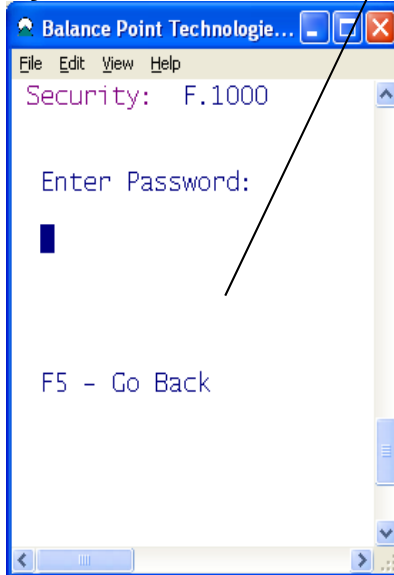 Balance Point Technologie...
File Edit View Help
Security: F.1000
Enter Password:
F5 - Go Back